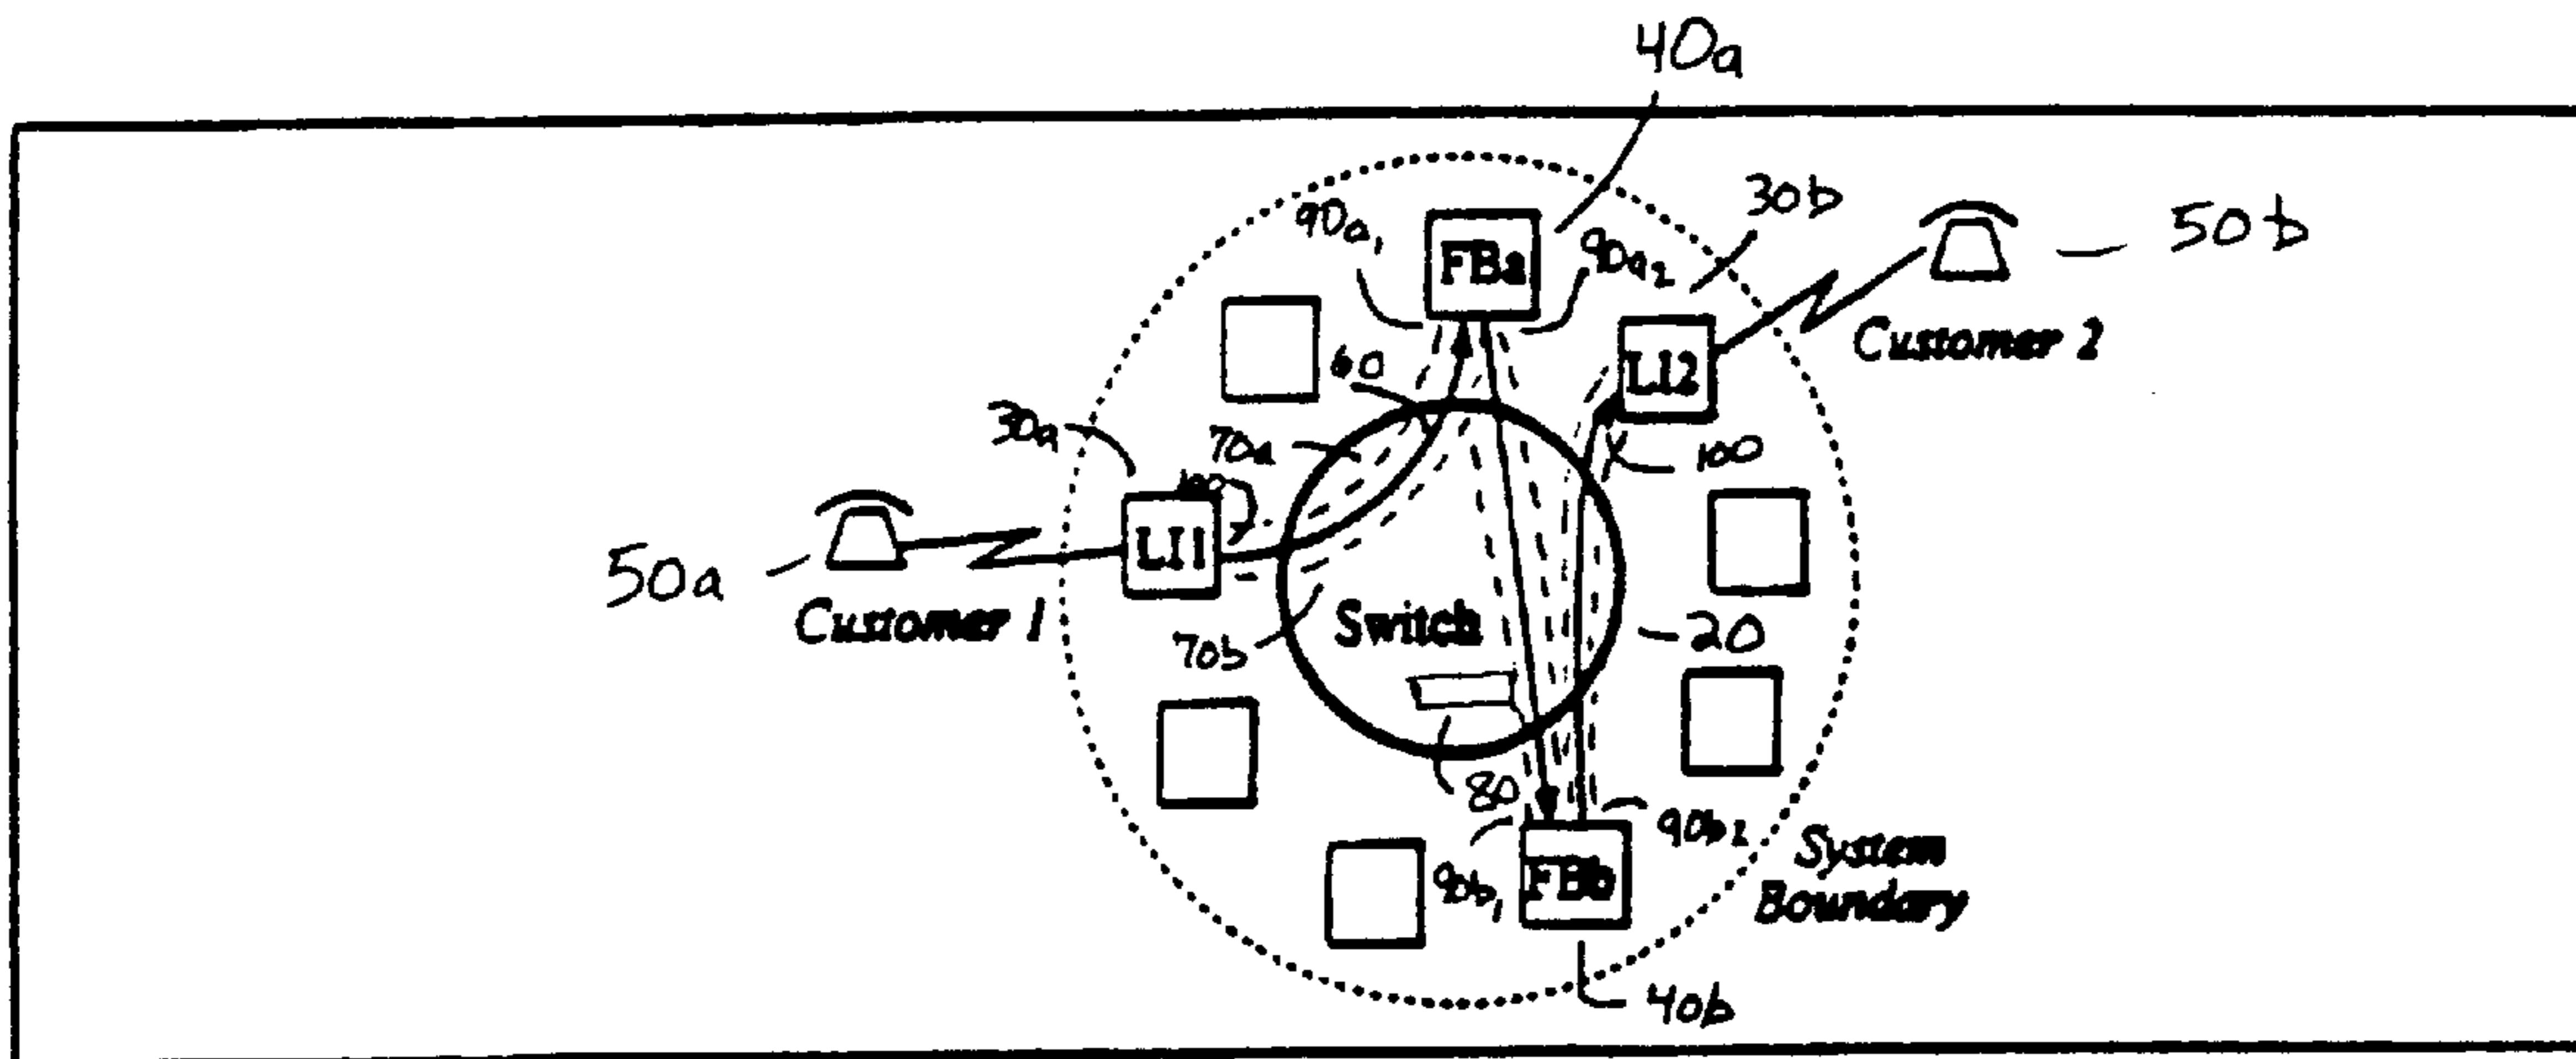 40a
30b
90a1
FBa
90a2
50b
LI2
Customer 2
60
30a
70a
100
100
LI1
50a
Customer 1
Switch
20
70b
80
90b2
90b1
FBb
System
Boundary
40b